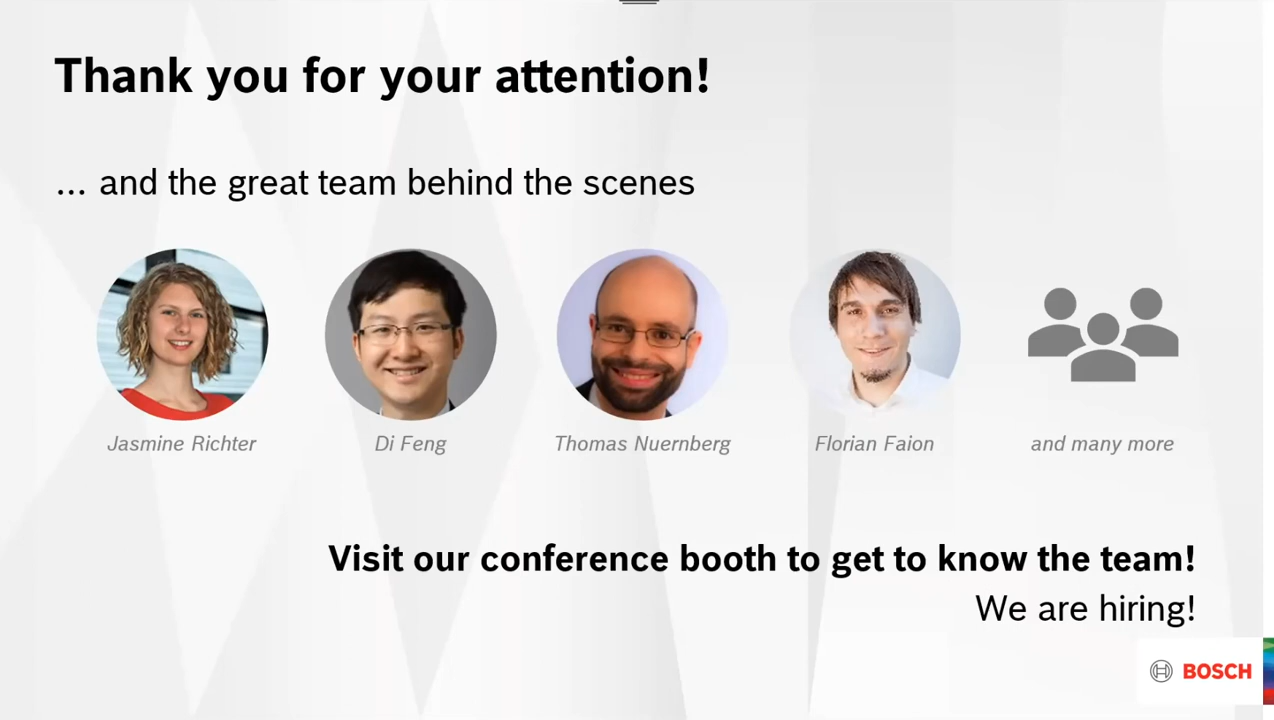 Thank you for your attention!
... and the great team behind the scenes
Jasmine Richter
Di Feng
Thomas Nuernberg
Florian Faion
and many more
Visit our conference booth to get to know the team!
We are hiring!
BOSCH